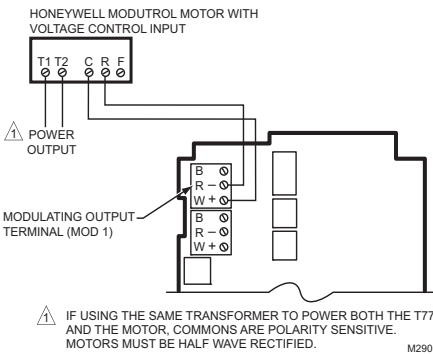 HONEYWELL MODUTROL MOTOR WITH
VOLTAGE CONTROL INPUT
T1 T2 C R F
1 POWER
OUTPUT
B
R –
W +
MODULATING OUTPUT
TERMINAL (MOD 1)
B
R –
W +
1 IF USING THE SAME TRANSFORMER TO POWER BOTH THE T77
AND THE MOTOR, COMMONS ARE POLARITY SENSITIVE.
MOTORS MUST BE HALF WAVE RECTIFIED.
M290